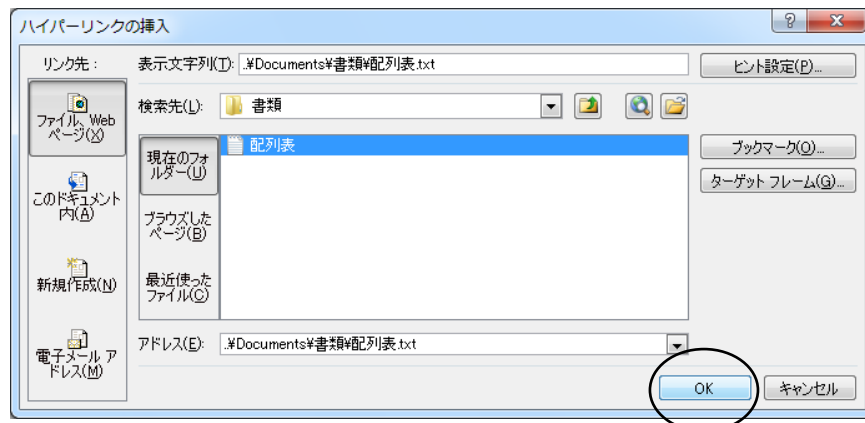 ハイパーリンクの挿入
リンク先：
表示文字列(T): .¥Documents¥書類¥配列表.txt
ヒント設定(P)...
ファイル、Web
ページ(X)
検索先(L): 書類
現在のフォ
ルダー(U)
配列表
ブックマーク(O)...
ターゲット フレーム(G)...
このドキュメント
内(A)
ブラウズした
ページ(B)
新規作成(N)
最近使った
ファイル(C)
電子メール ア
ドレス(M)
アドレス(E): .¥Documents¥書類¥配列表.txt
OK
キャンセル